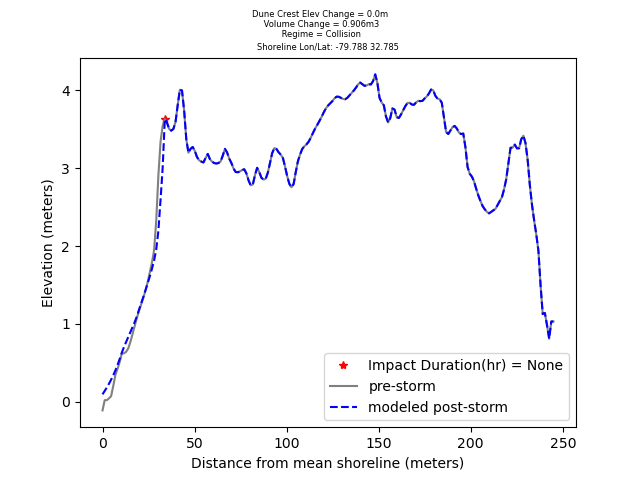 Dune Crest Elev Change = 0.0m
Volume Change = 0.906m3
Regime = Collision
Shoreline Lon/Lat: -79.788 32.785
4
3
2
1
0
Elevation (meters)
Impact Duration(hr) = None
pre-storm
modeled post-storm
0 50 100 150 200 250
Distance from mean shoreline (meters)